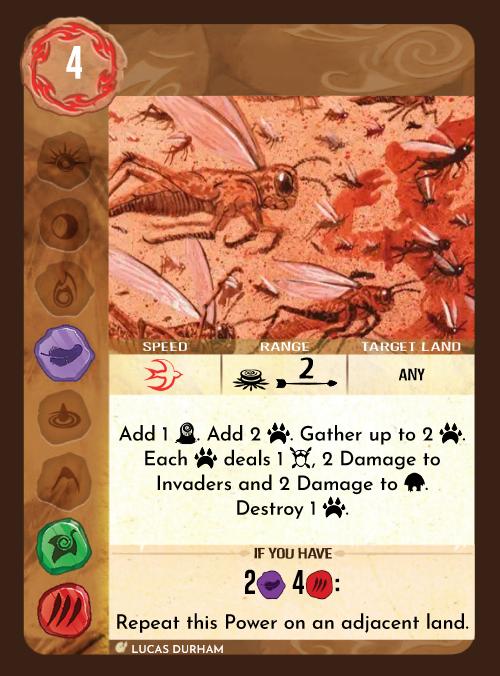 4
SPEED RANGE TARGET LAND
2 ANY
Add 1 . Add 2 . Gather up to 2 .
Each deals 1 , 2 Damage to
Invaders and 2 Damage to .
Destroy 1 .
IF YOU HAVE
2 4 :
Repeat this Power on an adjacent land.
LUCAS DURHAM